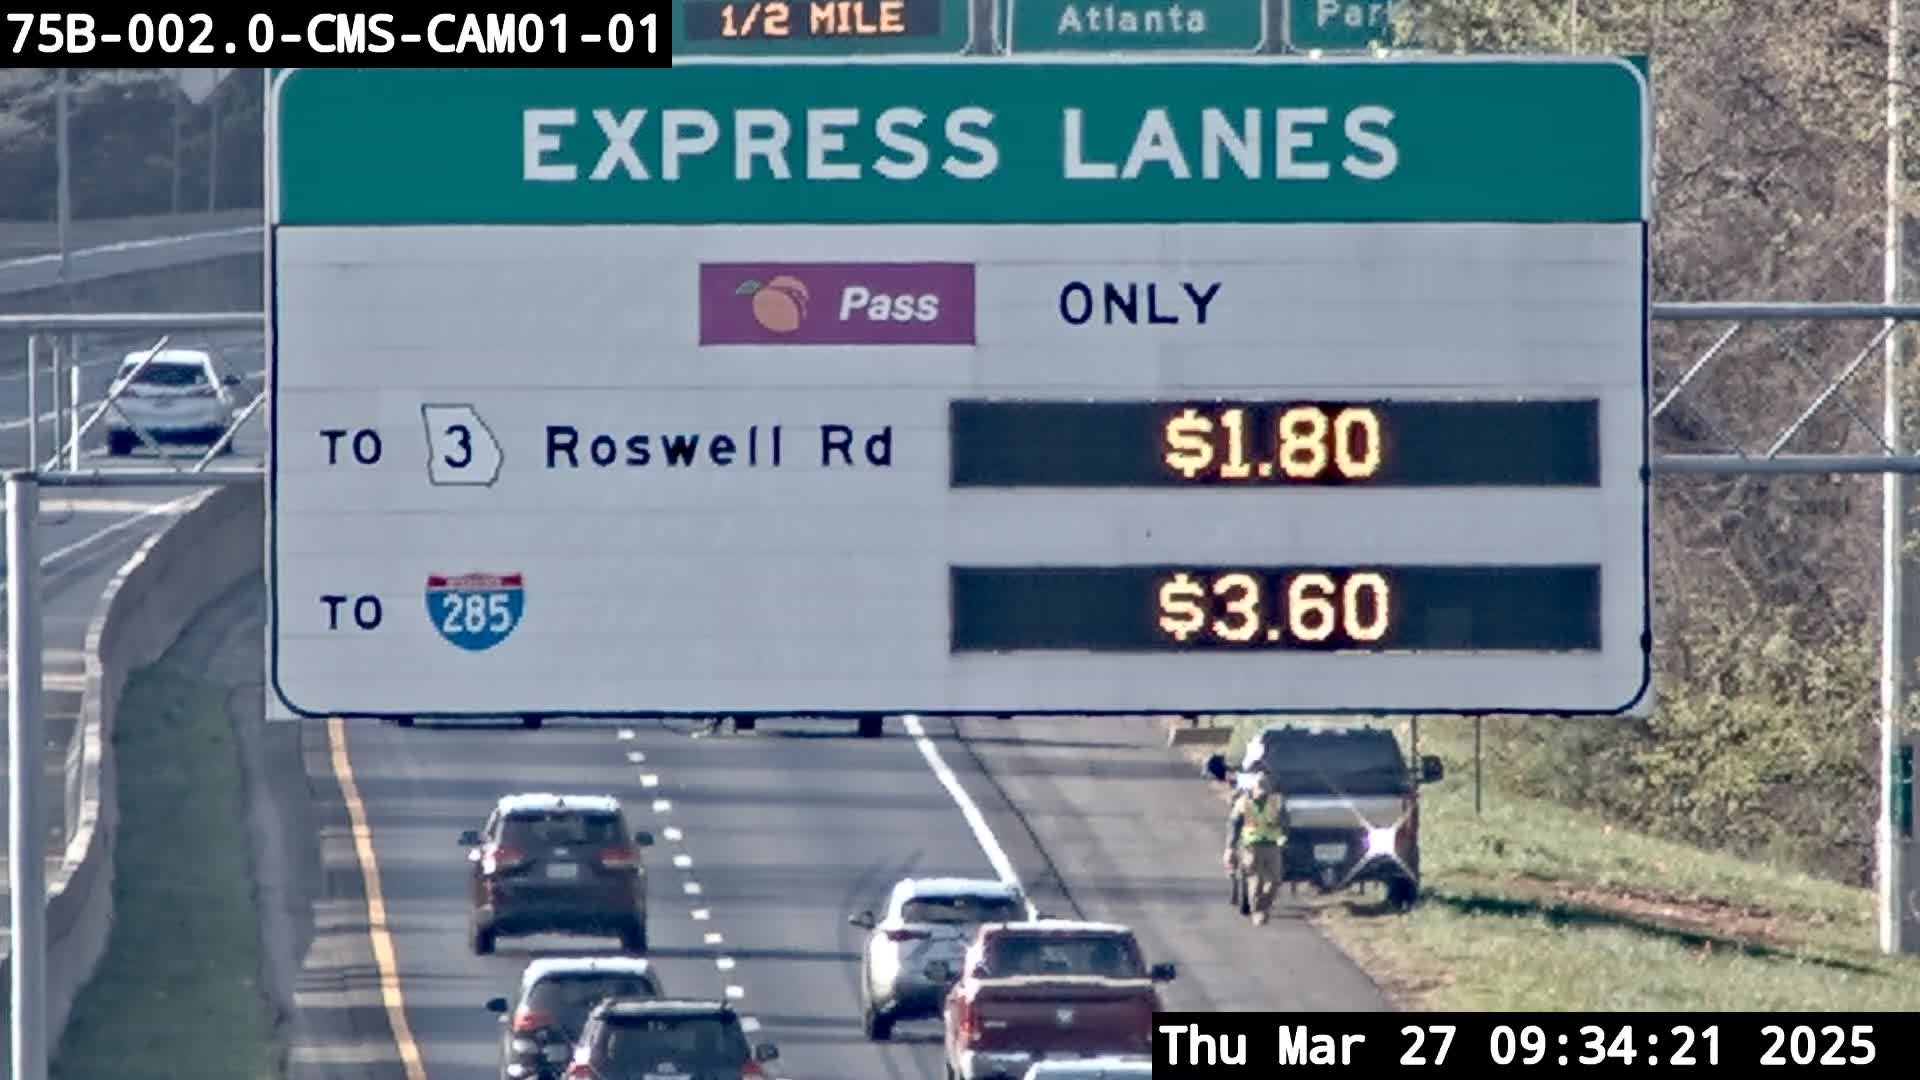 75B-002.0-CMS-CAM01-01
1/2 MILE
Atlanta
EXPRESS LANES
Pass ONLY
TO 3 Roswell Rd $1.80
TO 285 $3.60
Thu Mar 27 09:34:21 2025